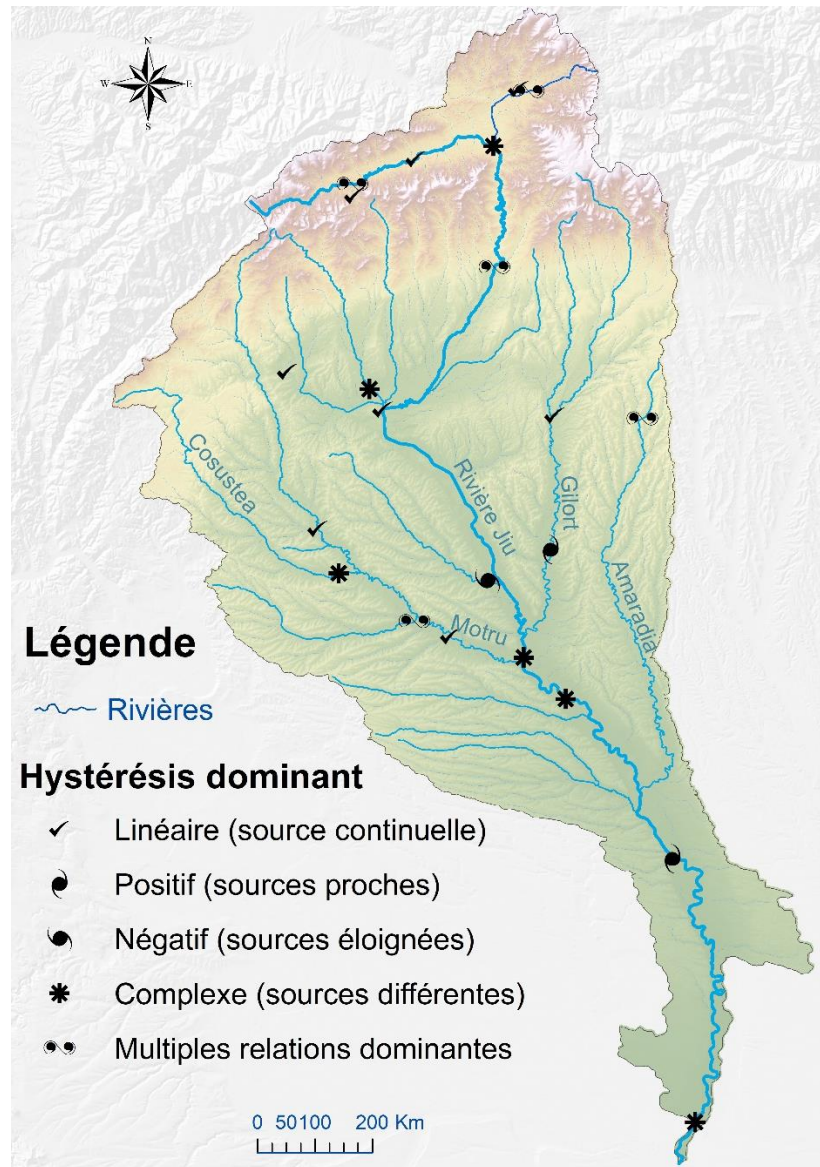 N
W E
S
Cosustea
Rivière Jiu
Gilort
Amaradia
Motru
Légende
Rivières
Hystérésis dominant
Linéaire (source continuelle)
Positif (sources proches)
Négatif (sources éloignées)
Complexe (sources différentes)
Multiples relations dominantes
0 50100 200 Km